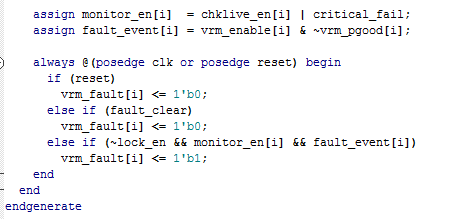 assign monitor_en[i]  = chklive_en[i] | critical_fail;
assign fault_event[i] = vrm_enable[i] & ~vrm_pgood[i];
always @(posedge clk or posedge reset) begin
if (reset)
vrm_fault[i] <= 1'b0;
else if (fault_clear)
vrm_fault[i] <= 1'b0;
else if (~lock_en && monitor_en[i] && fault_event[i])
vrm_fault[i] <= 1'b1;
end
end
endgenerate